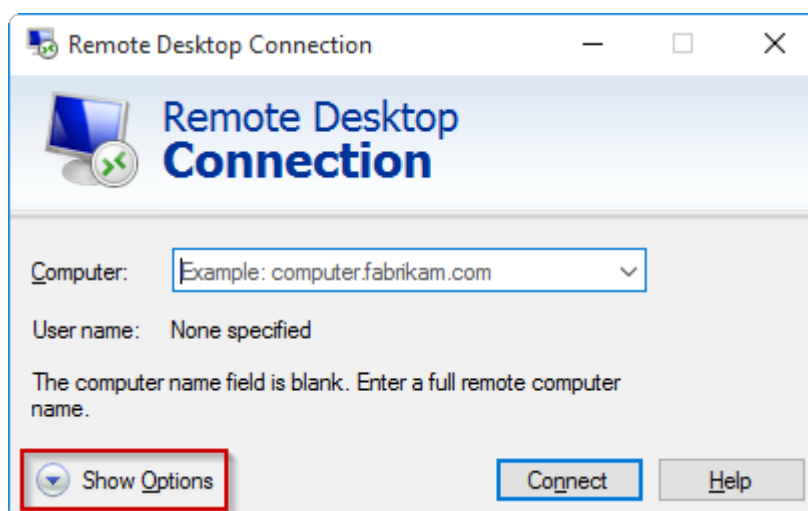 Remote Desktop Connection
Remote Desktop
Connection
Computer: Example: computer.fabrikam.com
User name: None specified
The computer name field is blank. Enter a full remote computer
name.
Show Options Connect Help